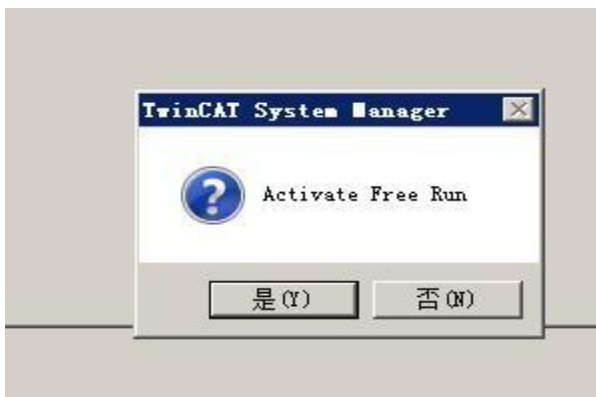 TwinCAT System Manager
?
Activate Free Run
是(Y)
否(N)